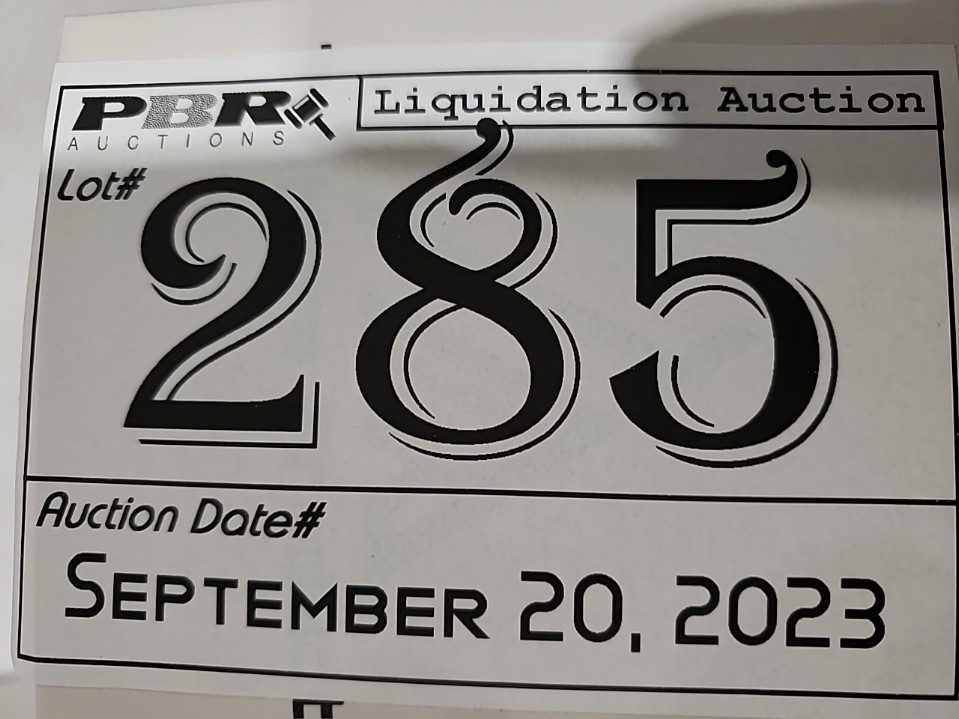 PBR
AUCTIONS
Liquidation Auction
Lot#
285
Auction Date#
September 20, 2023